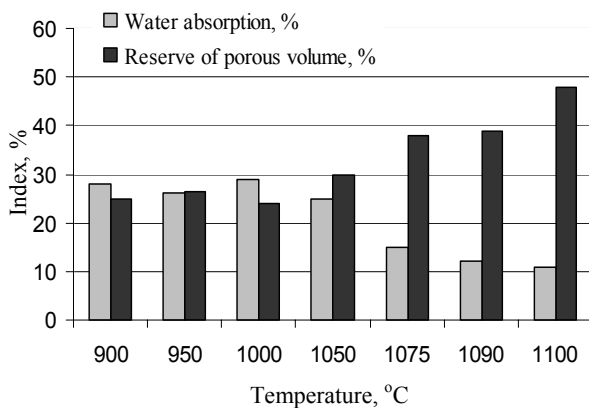 Water absorption, %
Reserve of porous volume, %
60
50
40
30
20
10
0
Index, %
900 950 1000 1050 1075 1090 1100
Temperature, °C